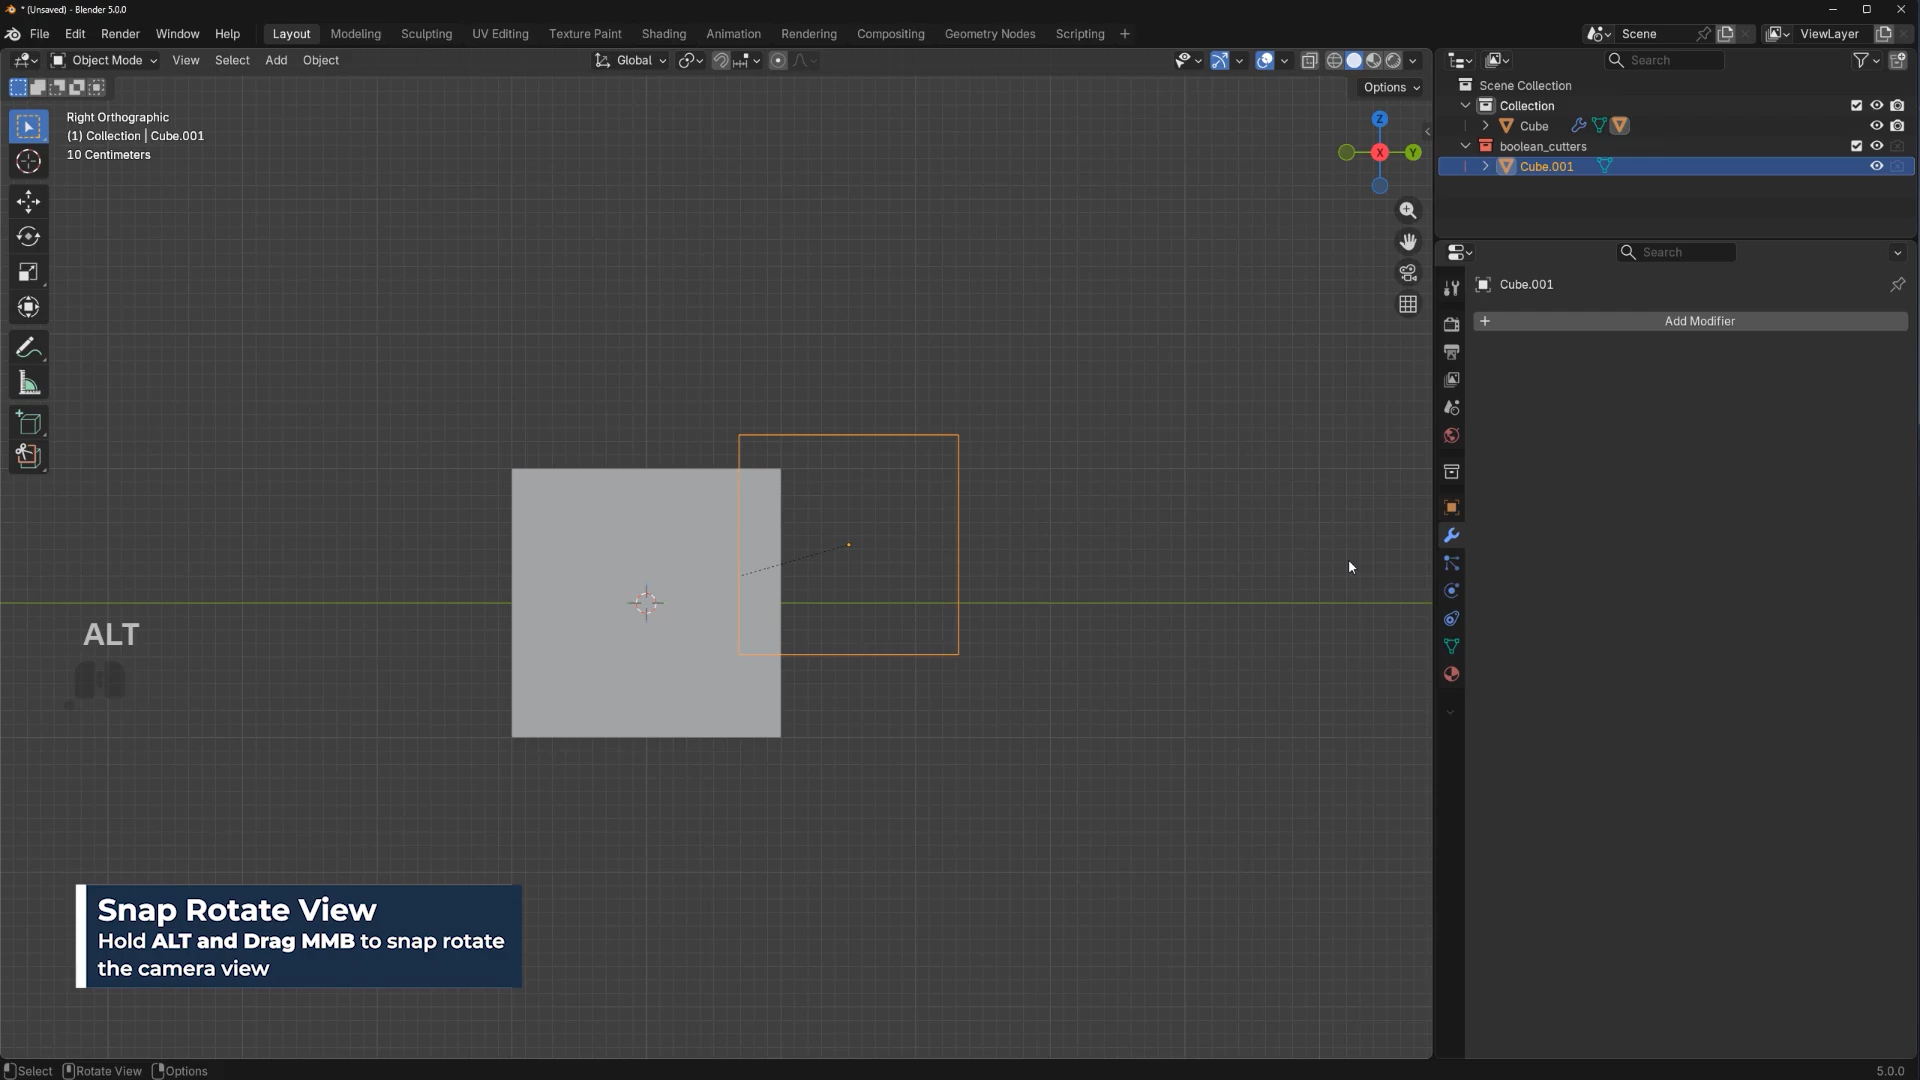 * (Unsaved) - Blender 5.0.0
File Edit Render Window Help Layout Modeling Sculpting UV Editing Texture Paint Shading Animation Rendering Compositing Geometry Nodes Scripting + Scene ViewLayer
Object Mode View Select Add Object Global Search
Options
Right Orthographic
(1) Collection | Cube.001
10 Centimeters
Z
X
Y
Scene Collection
Collection
Cube
boolean_cutters
Cube.001
Search
Cube.001
+ Add Modifier
ALT
Snap Rotate View
Hold ALT and Drag MMB to snap rotate
the camera view
Select Rotate View Options 5.0.0